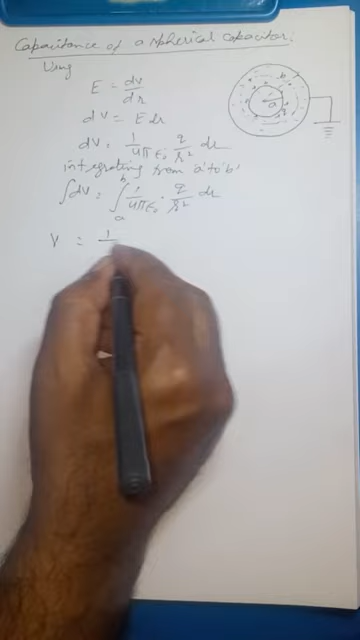 Capacitance of a spherical capacitor.
Using
E = dv/dr
dv = E dr
dv = 1/4πε₀ q/r² dr
integrating from 'a' to 'b'
∫dv = ∫ₐᵇ 1/4πε₀ · q/r² dr
V = 1
b
a